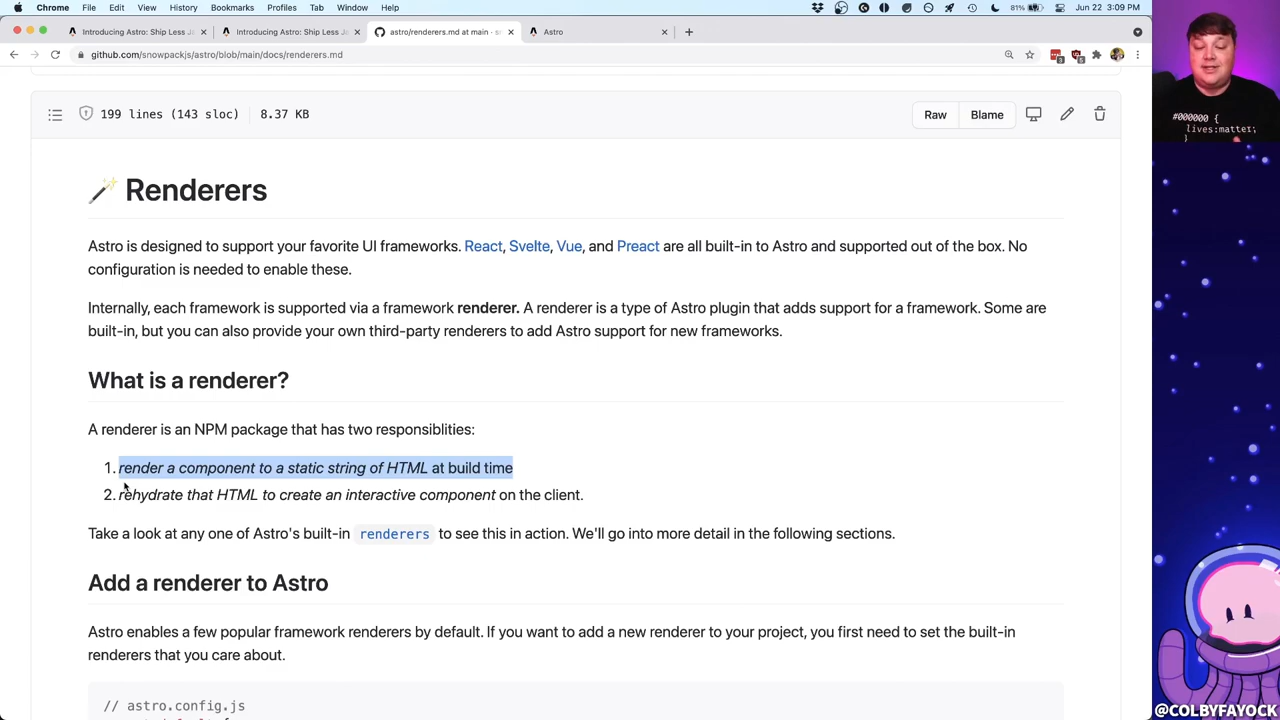 Chrome File Edit View History Bookmarks Profiles Tab Window Help 81% Jun 22 3:09 PM
Introducing Astro: Ship Less Ja × Introducing Astro: Ship Less Ja × astro/renderers.md at main · s × Astro × +
github.com/snowpackjs/astro/blob/main/docs/renderers.md
199 lines (143 sloc) 8.37 KB Raw Blame
#000000 {
lives:matter;
}
Renderers
Astro is designed to support your favorite UI frameworks. React, Svelte, Vue, and Preact are all built-in to Astro and supported out of the box. No
configuration is needed to enable these.
Internally, each framework is supported via a framework renderer. A renderer is a type of Astro plugin that adds support for a framework. Some are
built-in, but you can also provide your own third-party renderers to add Astro support for new frameworks.
What is a renderer?
A renderer is an NPM package that has two responsiblities:
1. render a component to a static string of HTML at build time
2. rehydrate that HTML to create an interactive component on the client.
Take a look at any one of Astro's built-in renderers to see this in action. We'll go into more detail in the following sections.
Add a renderer to Astro
Astro enables a few popular framework renderers by default. If you want to add a new renderer to your project, you first need to set the built-in
renderers that you care about.
// astro.config.js
@COLBYFAYOCK